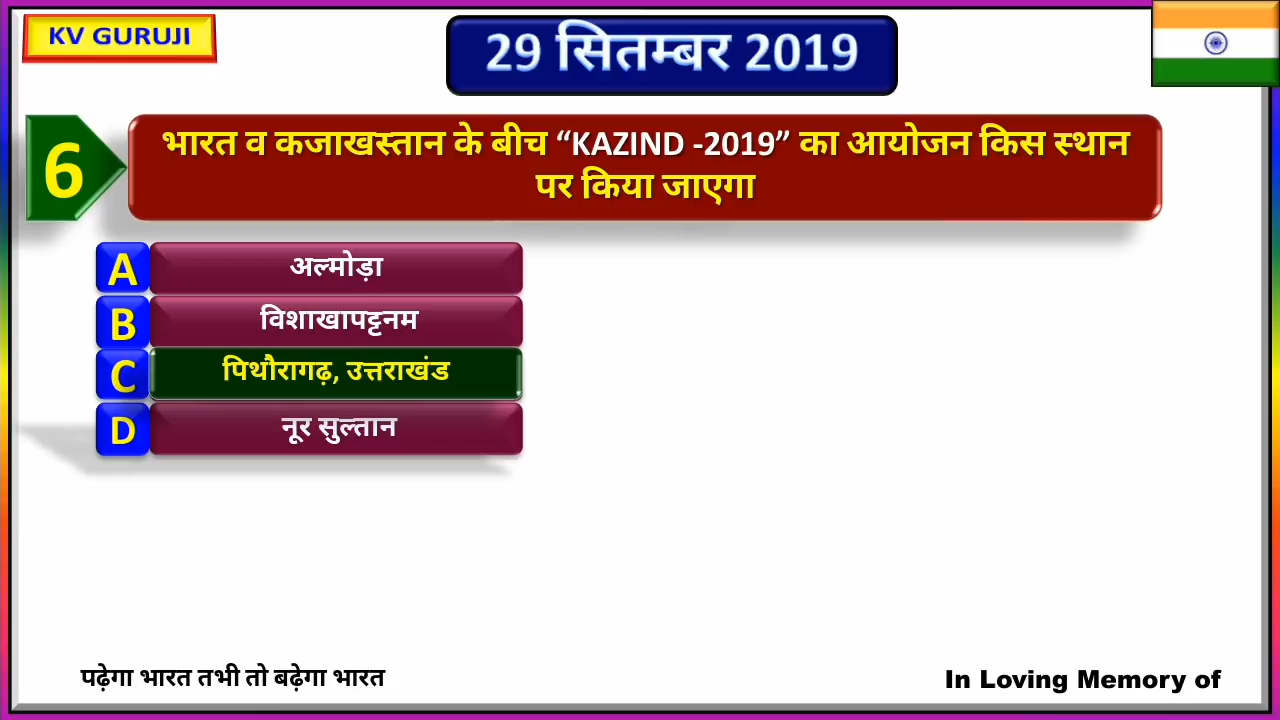 KV GURUJI
29 सितम्बर 2019
6
भारत व कजाखस्तान के बीच “KAZIND -2019” का आयोजन किस स्थान
पर किया जाएगा
A अल्मोड़ा
B विशाखापट्टनम
C पिथौरागढ़, उत्तराखंड
D नूर सुल्तान
पढ़ेगा भारत तभी तो बढ़ेगा भारत
In Loving Memory of